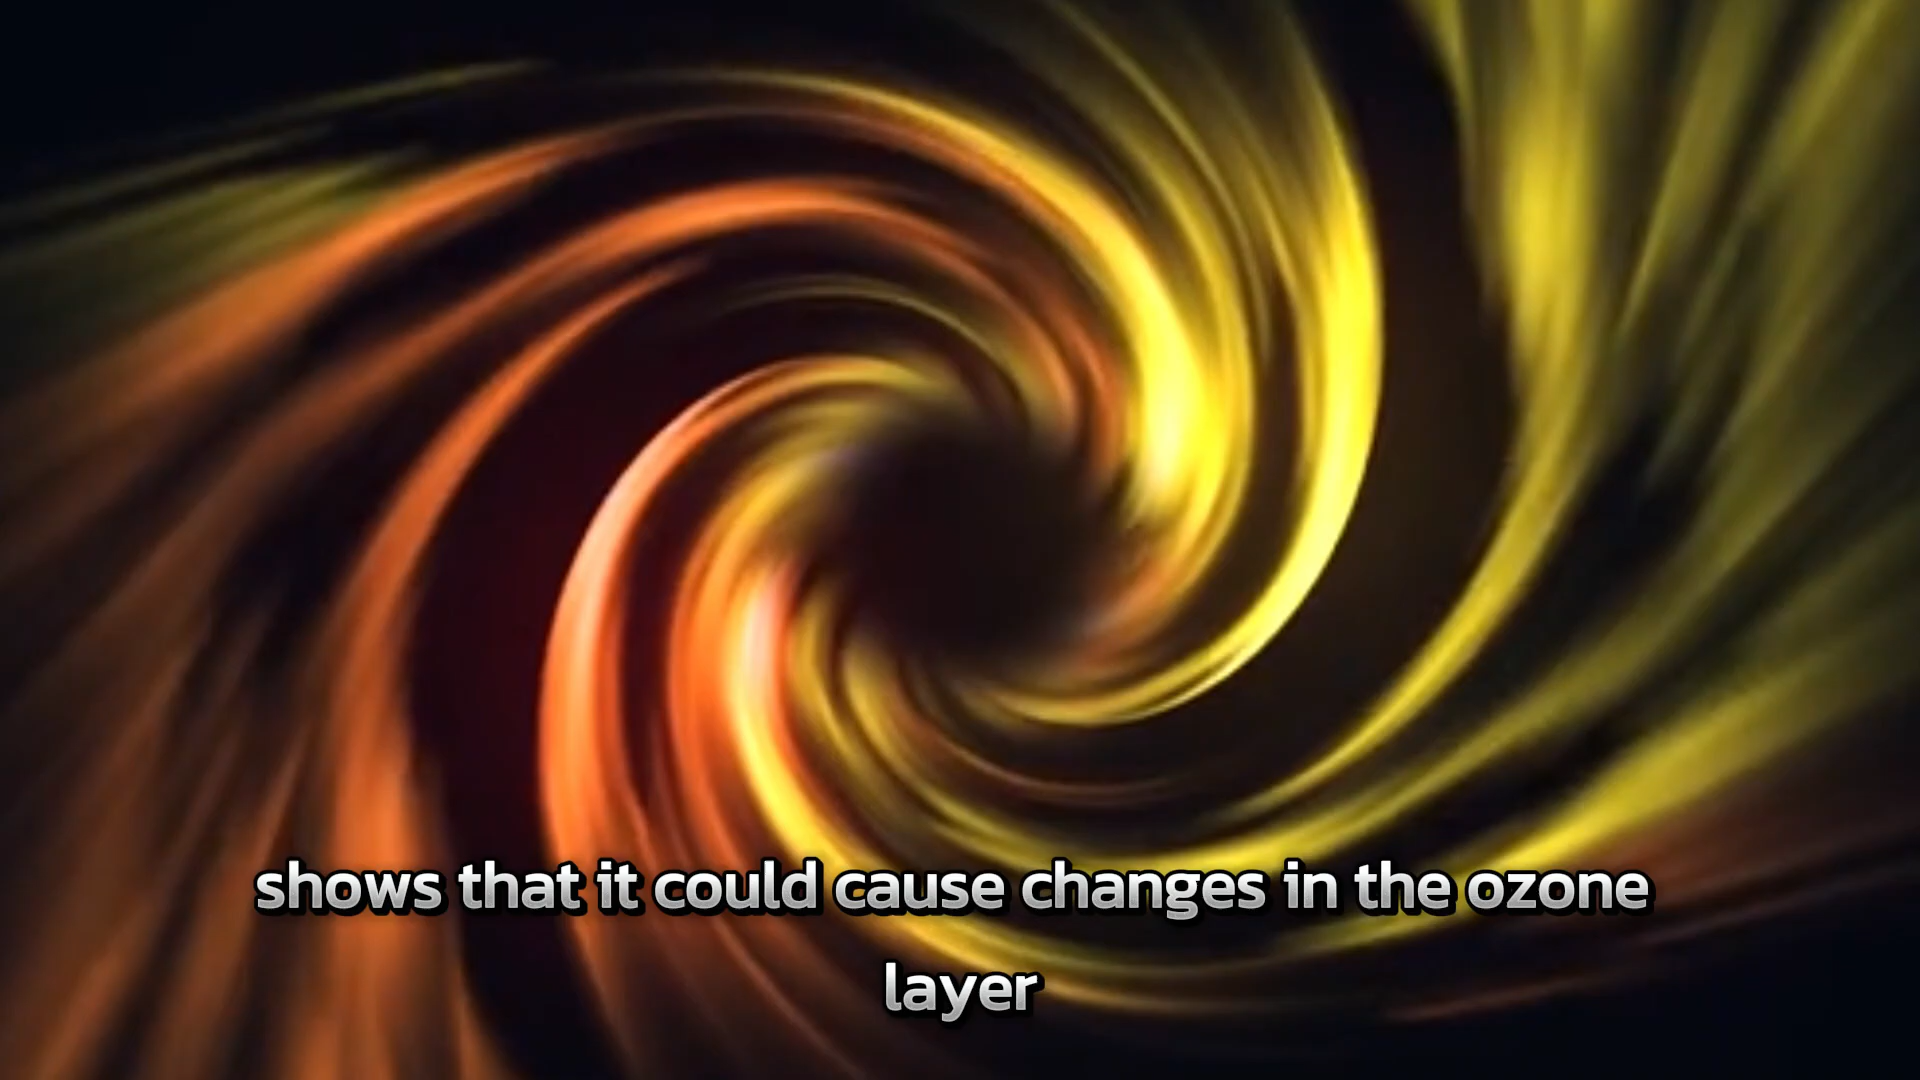 shows that it could cause changes in the ozone
layer